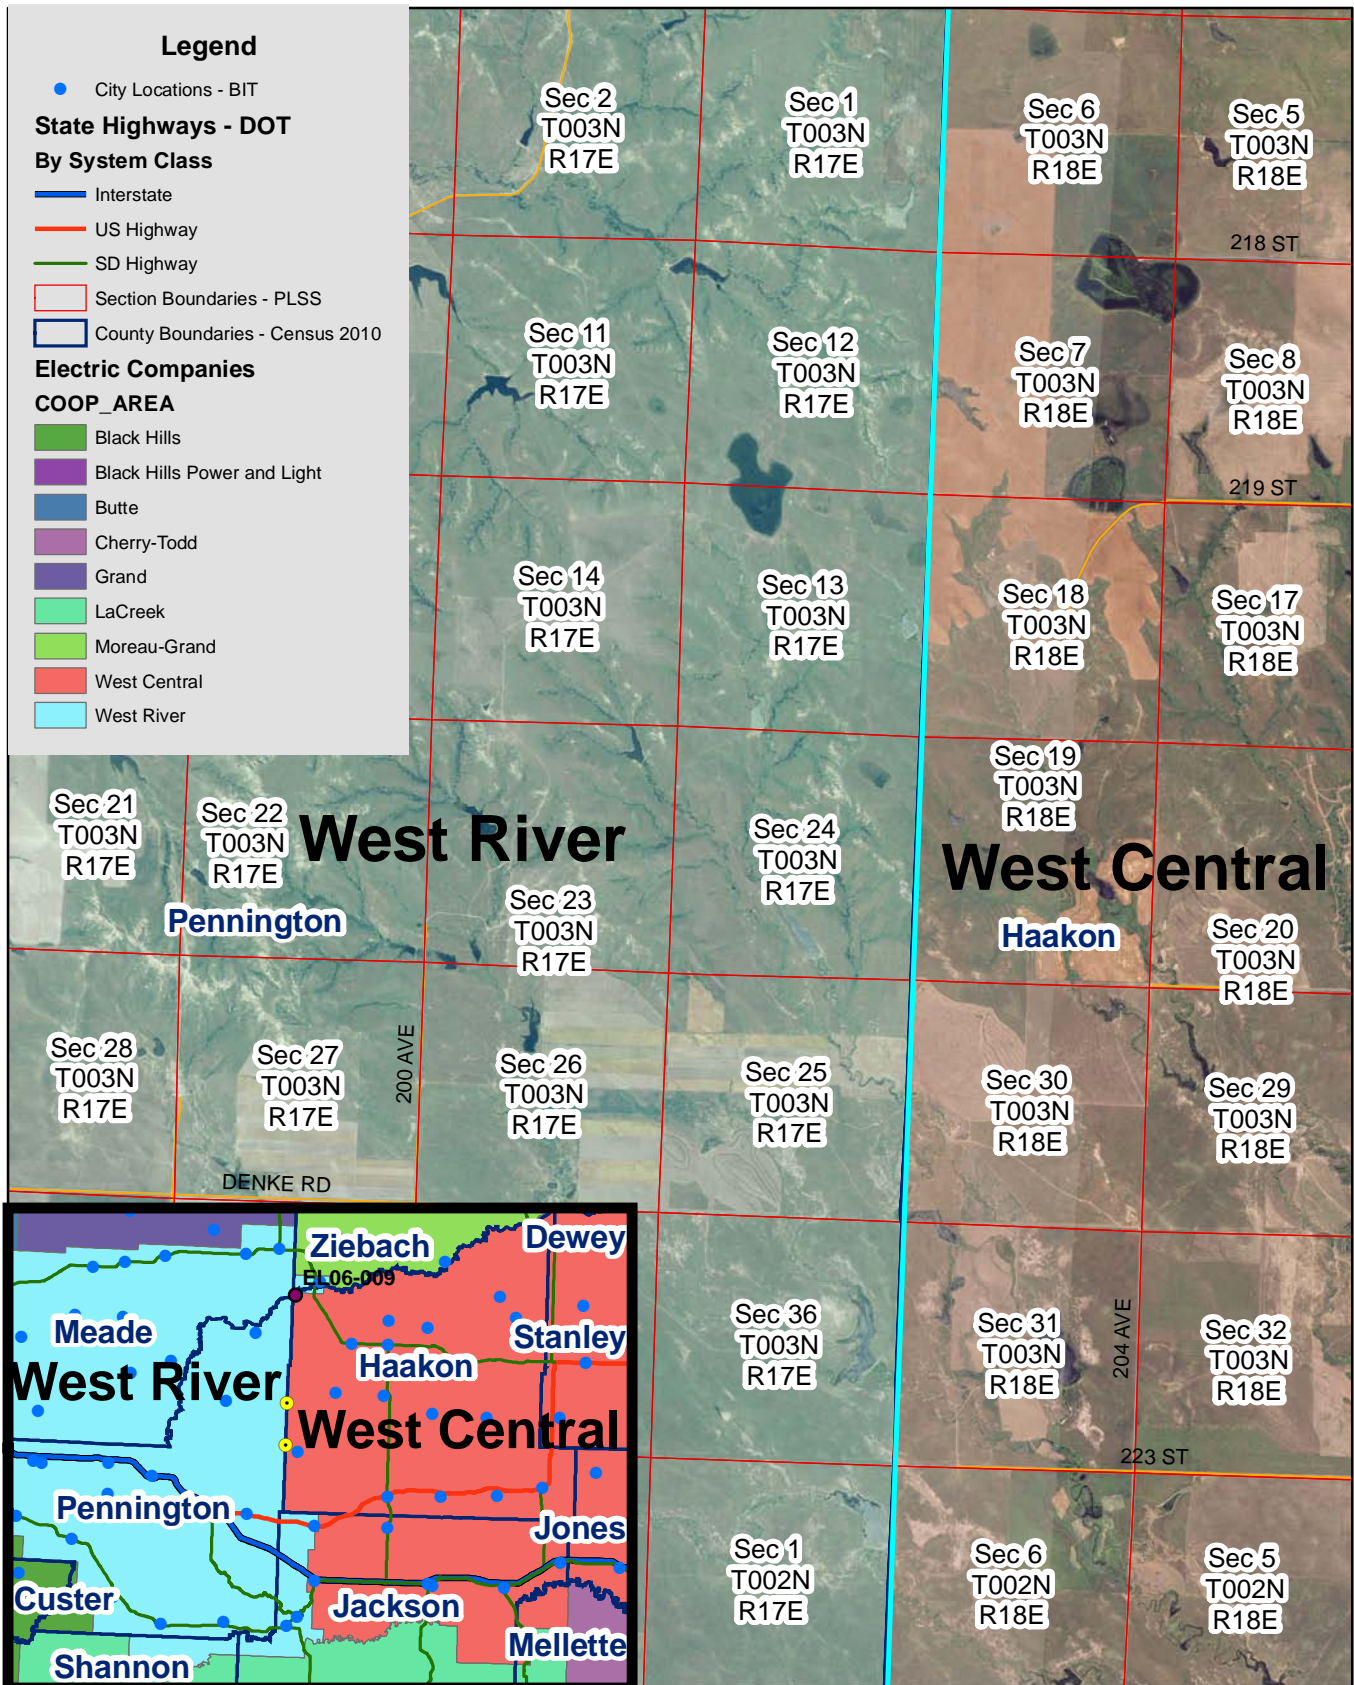 Legend
City Locations - BIT
State Highways - DOT
By System Class
Interstate
US Highway
SD Highway
Section Boundaries - PLSS
County Boundaries - Census 2010
Electric Companies
COOP_AREA
Black Hills
Black Hills Power and Light
Butte
Cherry-Todd
Grand
LaCreek
Moreau-Grand
West Central
West River
Sec 2
T003N
R17E
Sec 1
T003N
R17E
Sec 6
T003N
R18E
Sec 5
T003N
R18E
218 ST
Sec 11
T003N
R17E
Sec 12
T003N
R17E
Sec 7
T003N
R18E
Sec 8
T003N
R18E
219 ST
Sec 14
T003N
R17E
Sec 13
T003N
R17E
Sec 18
T003N
R18E
Sec 17
T003N
R18E
Sec 21
T003N
R17E
Sec 22
T003N
R17E
West River
Sec 24
T003N
R17E
Sec 19
T003N
R18E
West Central
Pennington
Sec 23
T003N
R17E
Haakon
Sec 20
T003N
R18E
Sec 28
T003N
R17E
Sec 27
T003N
R17E
200 AVE
Sec 26
T003N
R17E
Sec 25
T003N
R17E
Sec 30
T003N
R18E
Sec 29
T003N
R18E
DENKE RD
Sec 36
T003N
R17E
Sec 31
T003N
R18E
204 AVE
Sec 32
T003N
R18E
223 ST
Sec 1
T002N
R17E
Sec 6
T002N
R18E
Sec 5
T002N
R18E
Ziebach
Dewey
EL06-009
Meade
Stanley
Haakon
West River
West Central
Pennington
Jones
Custer
Jackson
Mellette
Shannon